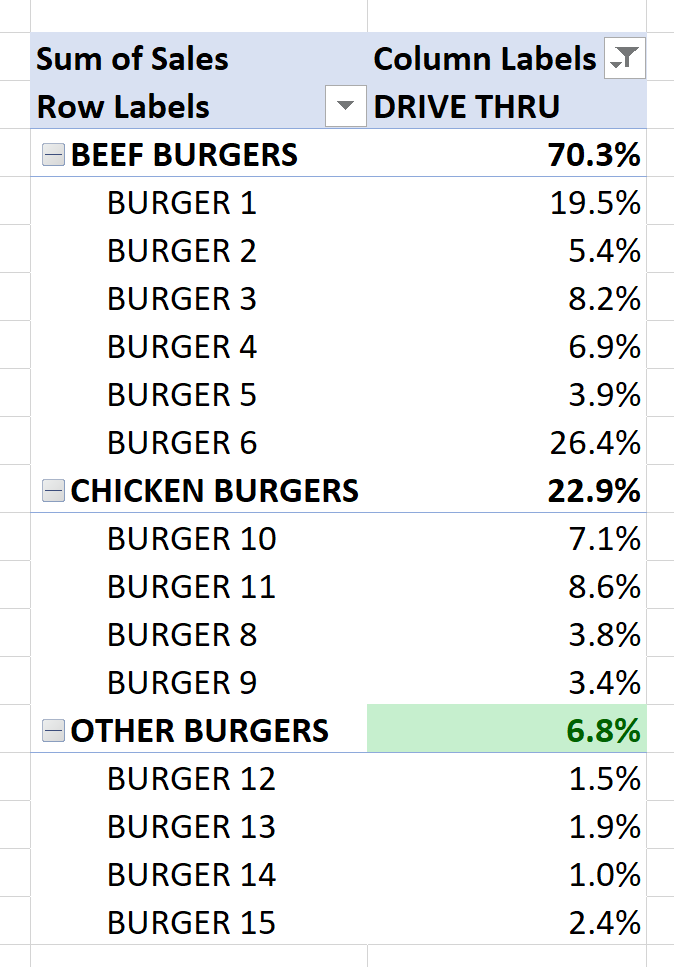 Sum of Sales Column Labels
Row Labels DRIVE THRU
BEEF BURGERS 70.3%
BURGER 1 19.5%
BURGER 2 5.4%
BURGER 3 8.2%
BURGER 4 6.9%
BURGER 5 3.9%
BURGER 6 26.4%
CHICKEN BURGERS 22.9%
BURGER 10 7.1%
BURGER 11 8.6%
BURGER 8 3.8%
BURGER 9 3.4%
OTHER BURGERS 6.8%
BURGER 12 1.5%
BURGER 13 1.9%
BURGER 14 1.0%
BURGER 15 2.4%